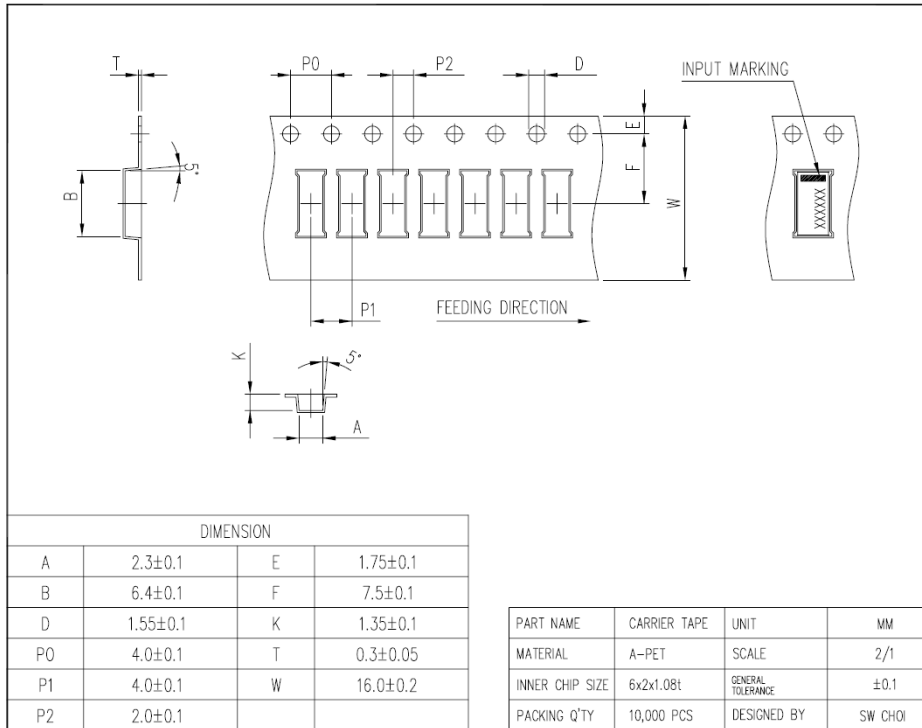 T
P0
P2
D
INPUT MARKING
E
5°
B
F
W
XXXXXX
P1
FEEDING DIRECTION
K
5°
A
DIMENSION
A 2.3±0.1 E 1.75±0.1
B 6.4±0.1 F 7.5±0.1
D 1.55±0.1 K 1.35±0.1
P0 4.0±0.1 T 0.3±0.05
P1 4.0±0.1 W 16.0±0.2
P2 2.0±0.1
PART NAME CARRIER TAPE UNIT MM
MATERIAL A-PET SCALE 2/1
INNER CHIP SIZE 6x2x1.08t GENERAL TOLERANCE ±0.1
PACKING Q'TY 10,000 PCS DESIGNED BY SW CHOI